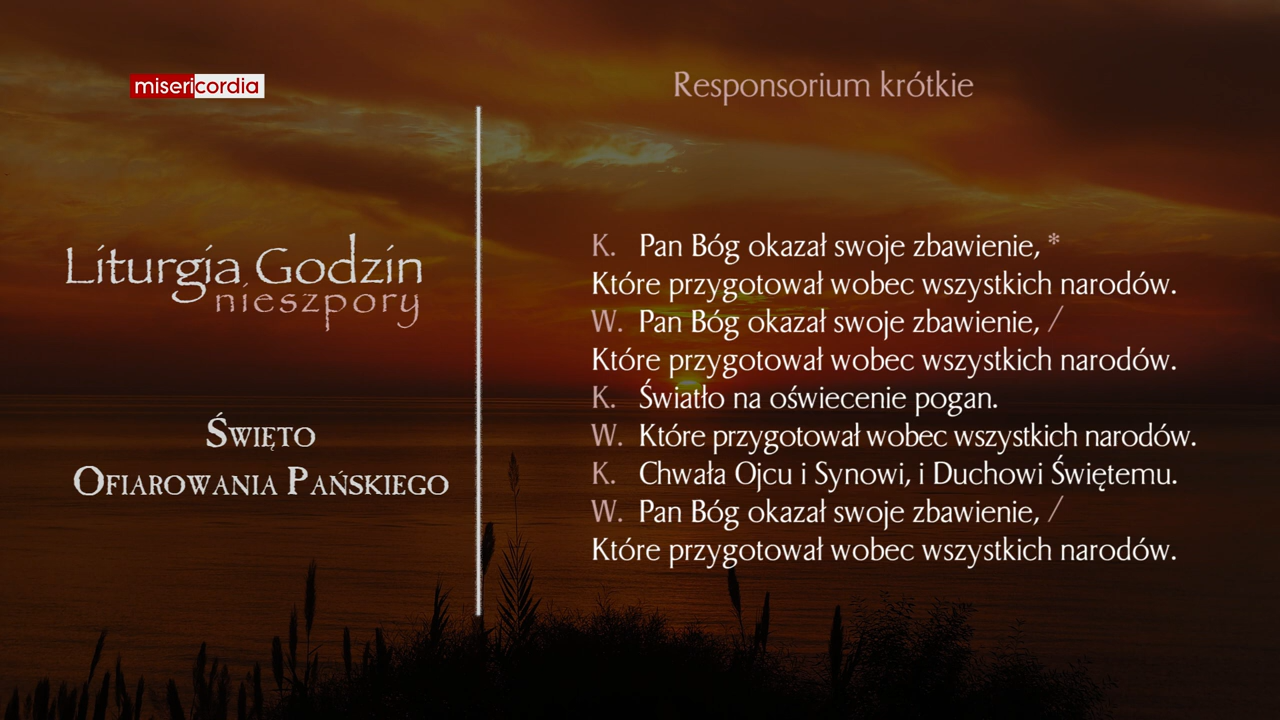 misericordia
Liturgia Godzin
nieszpory
Święto
Ofiarowania Pańskiego
Responsorium krótkie
K. Pan Bóg okazał swoje zbawienie, *
Które przygotował wobec wszystkich narodów.
W. Pan Bóg okazał swoje zbawienie, /
Które przygotował wobec wszystkich narodów.
K. Światło na oświecenie pogan.
W. Które przygotował wobec wszystkich narodów.
K. Chwała Ojcu i Synowi, i Duchowi Świętemu.
W. Pan Bóg okazał swoje zbawienie, /
Które przygotował wobec wszystkich narodów.